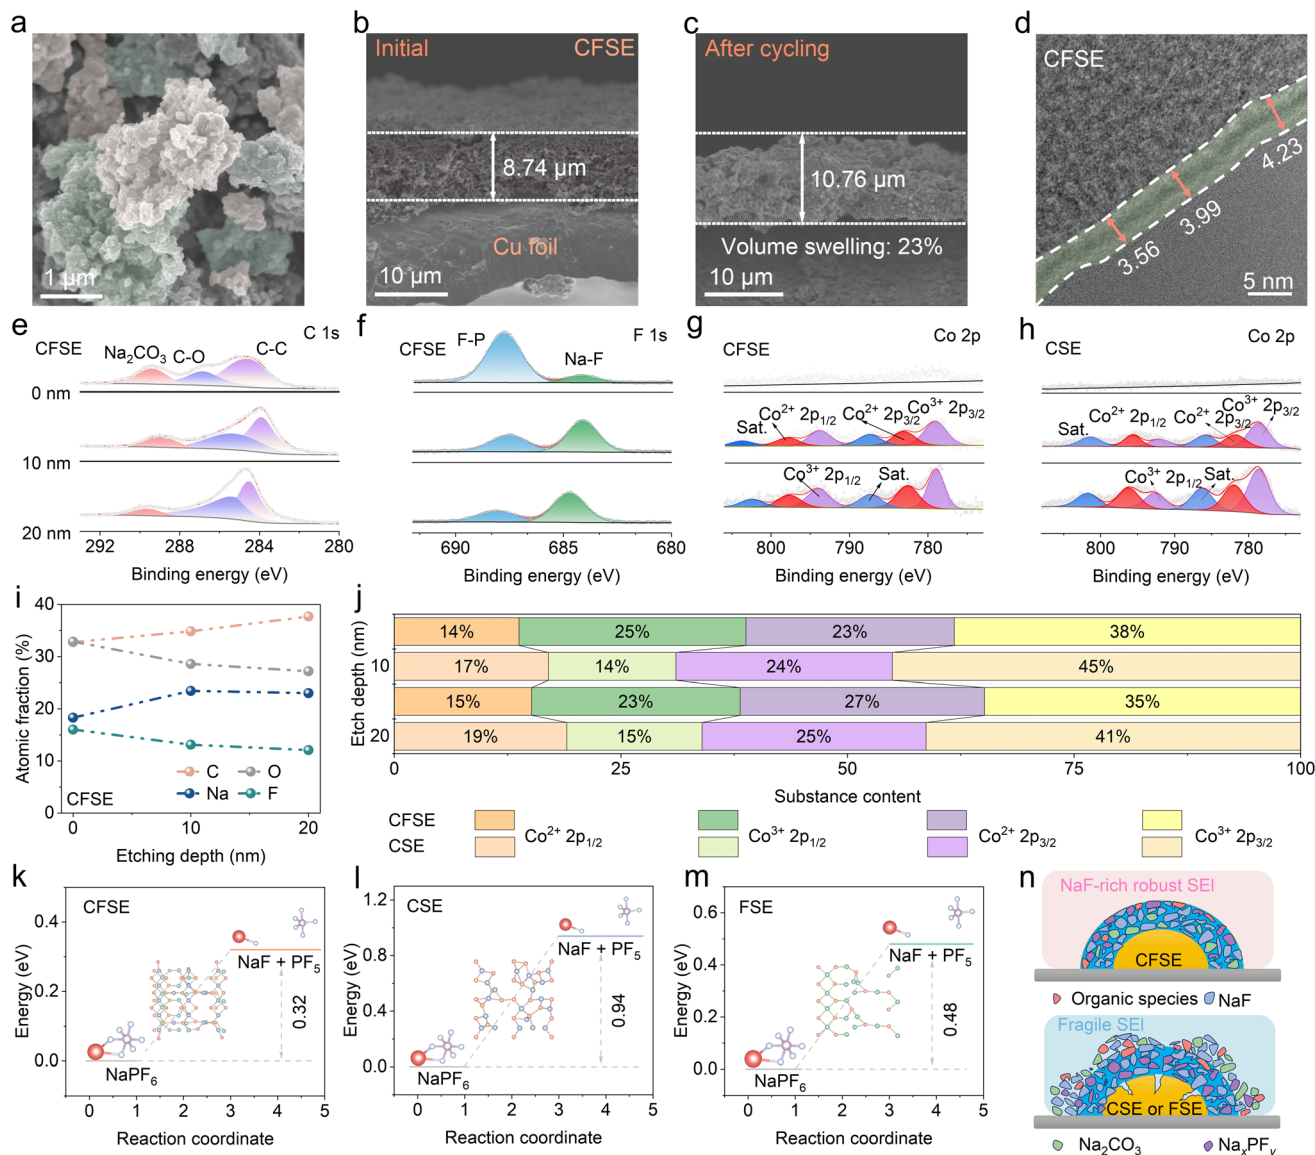 a
1 µm
b
Initial
CFSE
8.74 µm
Cu foil
10 µm
c
After cycling
10.76 µm
Volume swelling: 23%
10 µm
d
CFSE
3.56
3.99
4.23
5 nm
e
C 1s
CFSE
Na₂CO₃
C-O
C-C
0 nm
10 nm
20 nm
292 288 284 280
Binding energy (eV)
f
F 1s
CFSE
F-P
Na-F
690 685 680
Binding energy (eV)
g
CFSE
Co 2p
Sat.
Co²⁺ 2p₁/₂
Co²⁺ 2p₃/₂
Co³⁺ 2p₃/₂
Co³⁺ 2p₁/₂
Sat.
800 790 780
Binding energy (eV)
h
CSE
Co 2p
Sat.
Co²⁺ 2p₁/₂
Co²⁺ 2p₃/₂
Co³⁺ 2p₃/₂
Co³⁺ 2p₁/₂
Sat.
800 790 780
Binding energy (eV)
i
Atomic fraction (%)
40
30
20
10
0
C
O
Na
F
CFSE
0 10 20
Etching depth (nm)
j
Etch depth (nm)
10
20
14% 25% 23% 38%
17% 14% 24% 45%
15% 23% 27% 35%
19% 15% 25% 41%
0 25 50 75 100
Substance content
CFSE
CSE
Co²⁺ 2p₁/₂
Co³⁺ 2p₁/₂
Co²⁺ 2p₃/₂
Co³⁺ 2p₃/₂
k
CFSE
Energy (eV)
0.4
0.2
0.0
NaF + PF₅
0.32
NaPF₆
0 1 2 3 4 5
Reaction coordinate
l
CSE
Energy (eV)
1.2
0.8
0.4
0.0
NaF + PF₅
0.94
NaPF₆
0 1 2 3 4 5
Reaction coordinate
m
FSE
Energy (eV)
0.6
0.4
0.2
0.0
NaF + PF₅
0.48
NaPF₆
0 1 2 3 4 5
Reaction coordinate
n
NaF-rich robust SEI
CFSE
Organic species
NaF
Fragile SEI
CSE or FSE
Na₂CO₃
NaₓPFᵧ